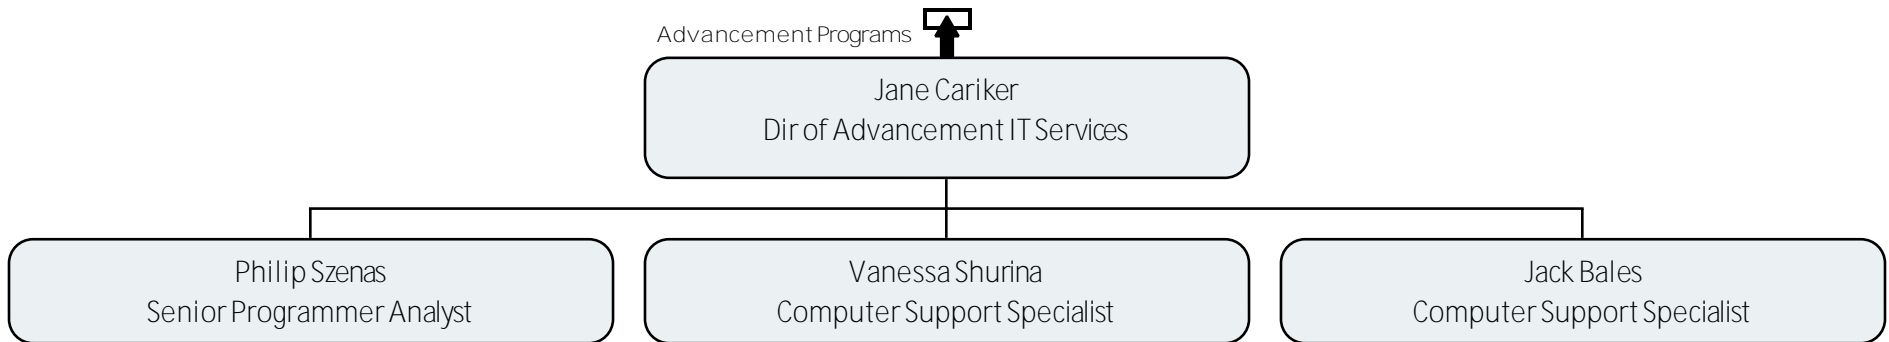 Advancement Programs
Jane Cariker
Dir of Advancement IT Services
Philip Szenas
Senior Programmer Analyst
Vanessa Shurina
Computer Support Specialist
Jack Bales
Computer Support Specialist